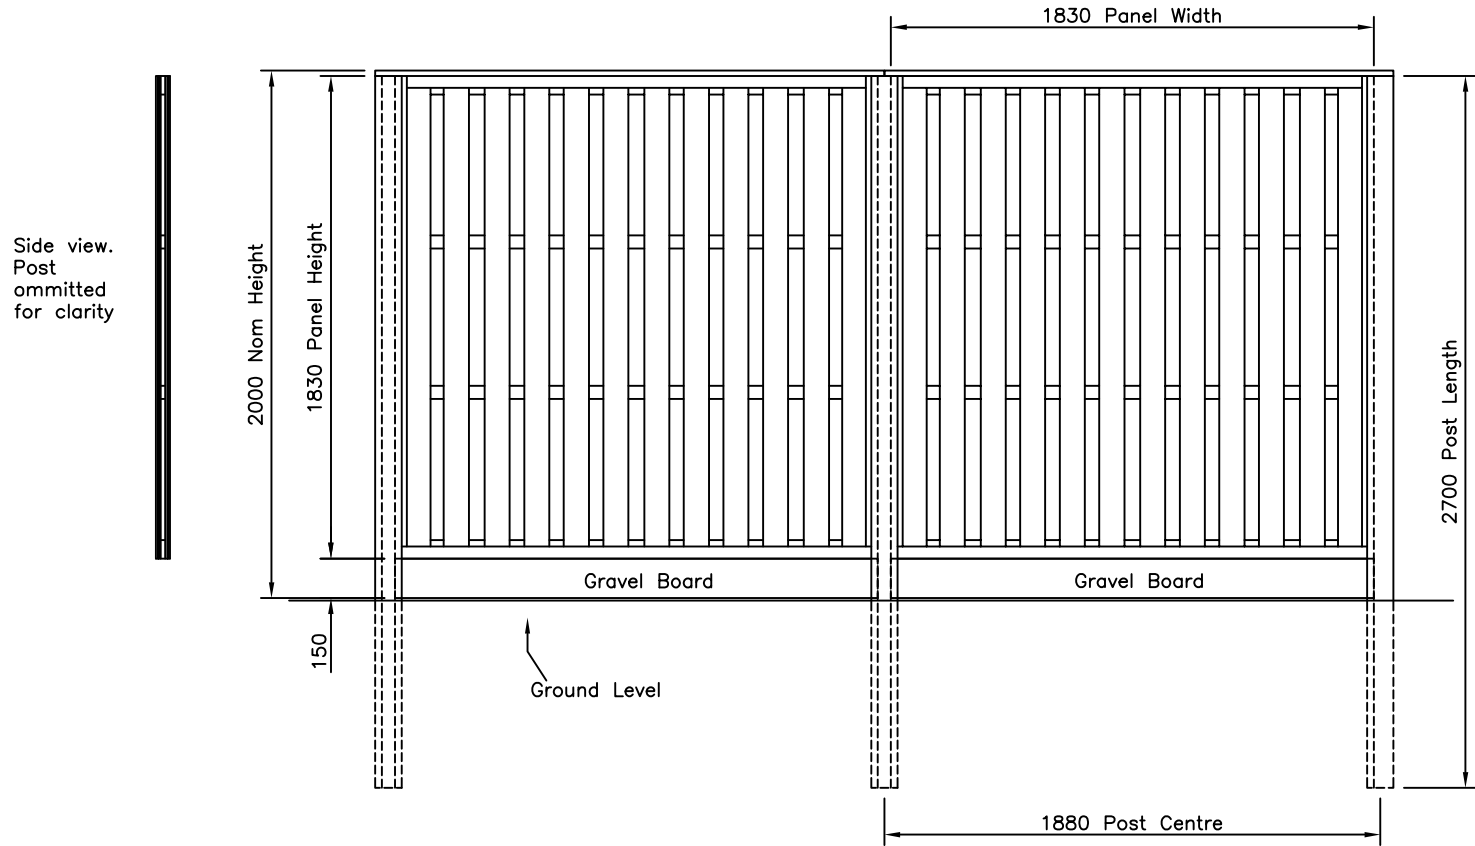 1830 Panel Width
Side view.
Post
ommitted
for clarity
2000 Nom Height
1830 Panel Height
2700 Post Length
Gravel Board
Gravel Board
150
Ground Level
1880 Post Centre